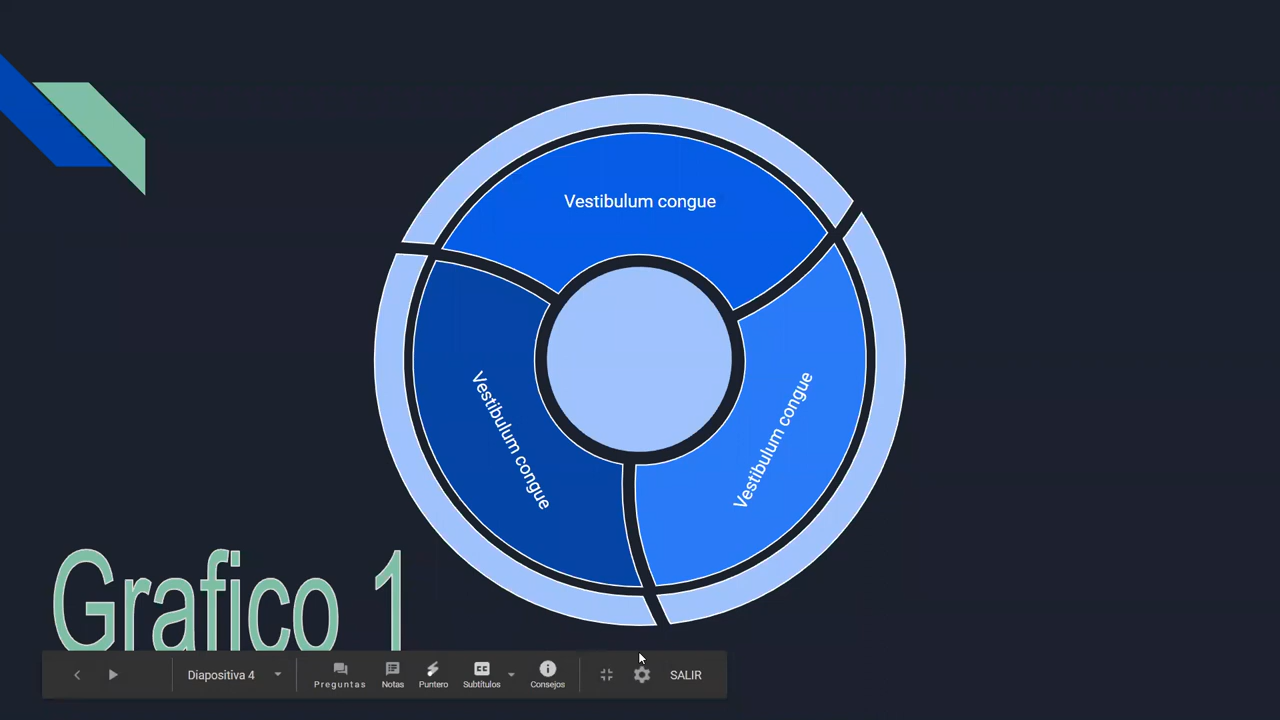 Vestibulum congue
Vestibulum congue
Vestibulum congue
Grafico 1
Diapositiva 4
Preguntas
Notas
Puntero
Subtítulos
Consejos
SALIR